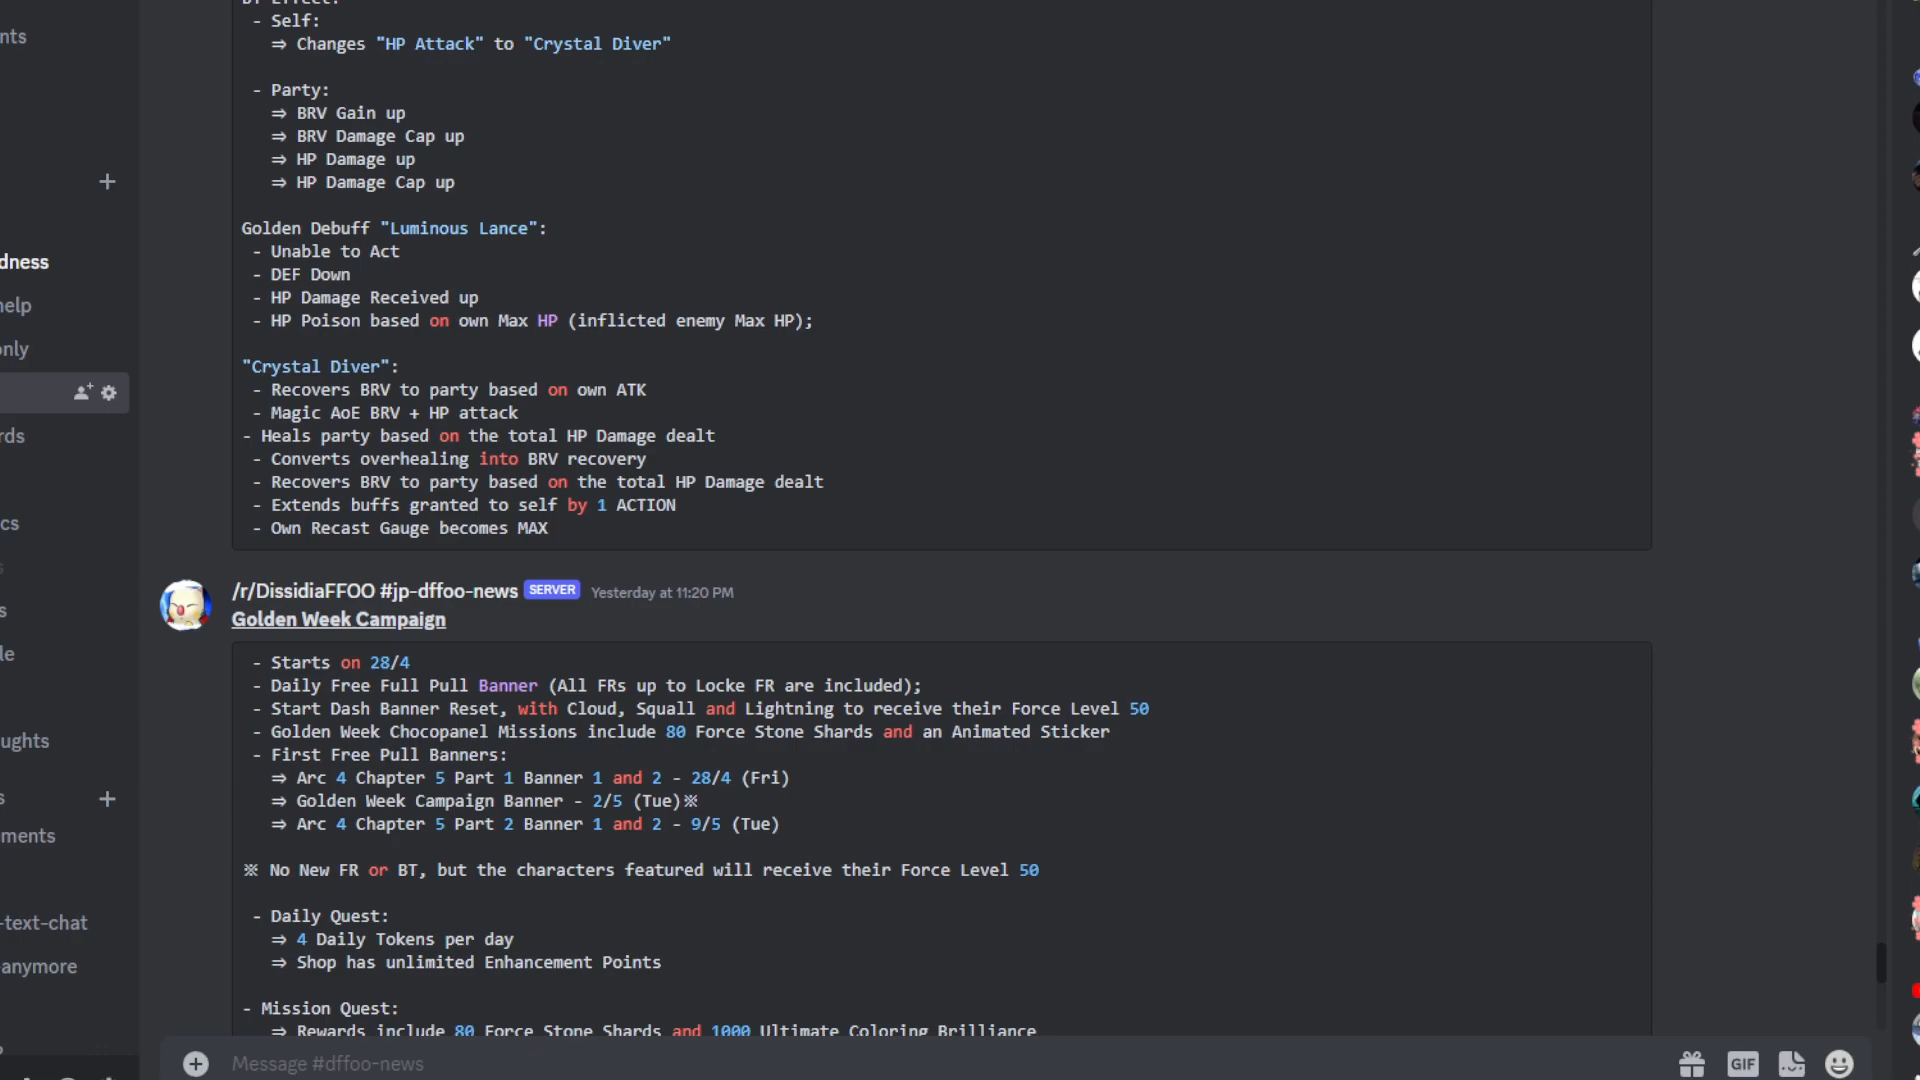 - Self:
⇒ Changes "HP Attack" to "Crystal Diver"
- Party:
⇒ BRV Gain up
⇒ BRV Damage Cap up
⇒ HP Damage up
⇒ HP Damage Cap up
Golden Debuff "Luminous Lance":
- Unable to Act
- DEF Down
- HP Damage Received up
- HP Poison based on own Max HP (inflicted enemy Max HP);
"Crystal Diver":
- Recovers BRV to party based on own ATK
- Magic AoE BRV + HP attack
- Heals party based on the total HP Damage dealt
- Converts overhealing into BRV recovery
- Recovers BRV to party based on the total HP Damage dealt
- Extends buffs granted to self by 1 ACTION
- Own Recast Gauge becomes MAX
/r/DissidiaFFOO #jp-dffoo-news SERVER Yesterday at 11:20 PM
Golden Week Campaign
- Starts on 28/4
- Daily Free Full Pull Banner (All FRs up to Locke FR are included);
- Start Dash Banner Reset, with Cloud, Squall and Lightning to receive their Force Level 50
- Golden Week Chocopanel Missions include 80 Force Stone Shards and an Animated Sticker
- First Free Pull Banners:
⇒ Arc 4 Chapter 5 Part 1 Banner 1 and 2 - 28/4 (Fri)
⇒ Golden Week Campaign Banner - 2/5 (Tue)※
⇒ Arc 4 Chapter 5 Part 2 Banner 1 and 2 - 9/5 (Tue)
※ No New FR or BT, but the characters featured will receive their Force Level 50
- Daily Quest:
⇒ 4 Daily Tokens per day
⇒ Shop has unlimited Enhancement Points
- Mission Quest:
⇒ Rewards include 80 Force Stone Shards and 1000 Ultimate Coloring Brilliance
Message #dffoo-news
GIF
nts
dness
help
only
rds
cs
s
le
ughts
s
ments
-text-chat
anymore